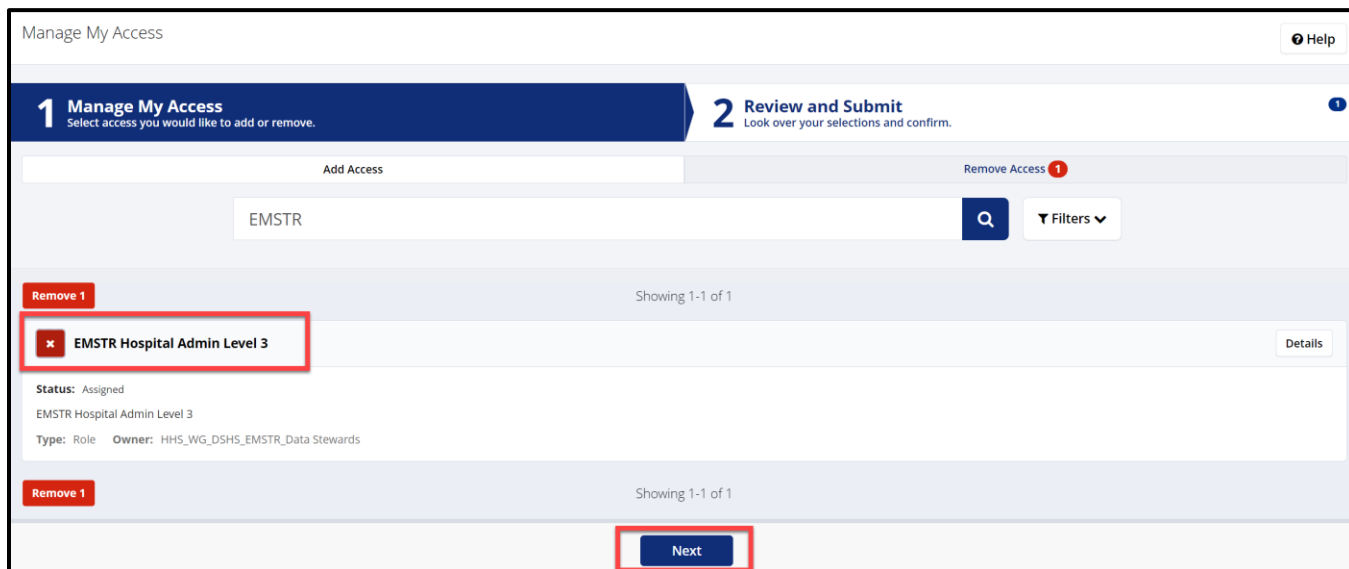 Manage My Access
Help
1 Manage My Access
Select access you would like to add or remove.
2 Review and Submit
Look over your selections and confirm.
1
Add Access
Remove Access 1
EMSTR
Filters
Remove 1
Showing 1-1 of 1
EMSTR Hospital Admin Level 3
Details
Status: Assigned
EMSTR Hospital Admin Level 3
Type: Role Owner: HHS_WG_DSHS_EMSTR_Data Stewards
Remove 1
Showing 1-1 of 1
Next